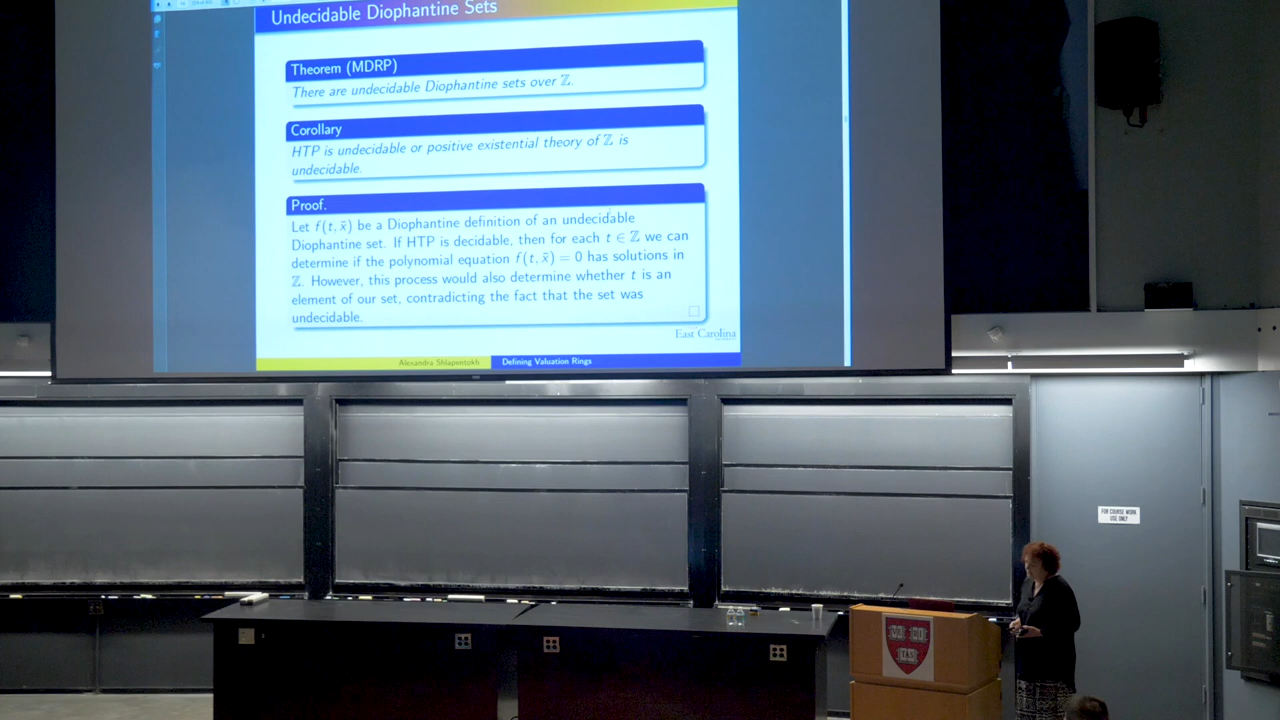 Undecidable Diophantine Sets
Theorem (MDRP)
There are undecidable Diophantine sets over ℤ.
Corollary
HTP is undecidable or positive existential theory of ℤ is
undecidable.
Proof.
Let f(t, x̄) be a Diophantine definition of an undecidable
Diophantine set. If HTP is decidable, then for each t ∈ ℤ we can
determine if the polynomial equation f(t, x̄) = 0 has solutions in
ℤ. However, this process would also determine whether t is an
element of our set, contradicting the fact that the set was
undecidable.
East Carolina
Alexandra Shlapentokh
Defining Valuation Rings
FOR COURSE WORK
USE ONLY
VE RI
TAS